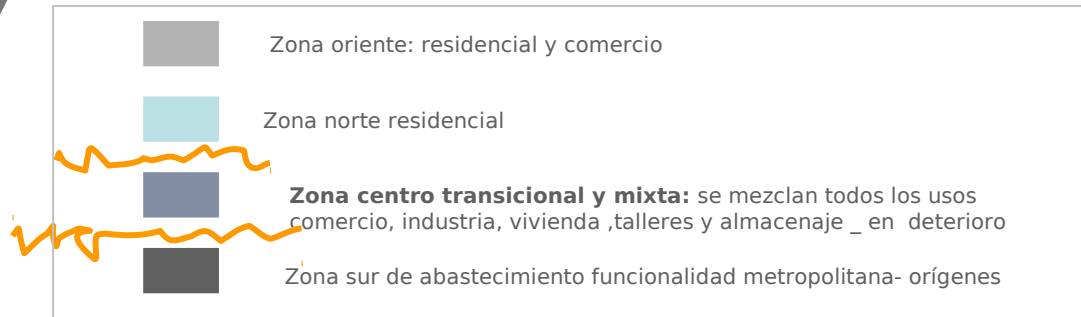 Zona oriente: residencial y comercio
Zona norte residencial
Zona centro transicional y mixta: se mezclan todos los usos
comercio, industria, vivienda ,talleres y almacenaje _ en  deterioro
Zona sur de abastecimiento funcionalidad metropolitana- orígenes